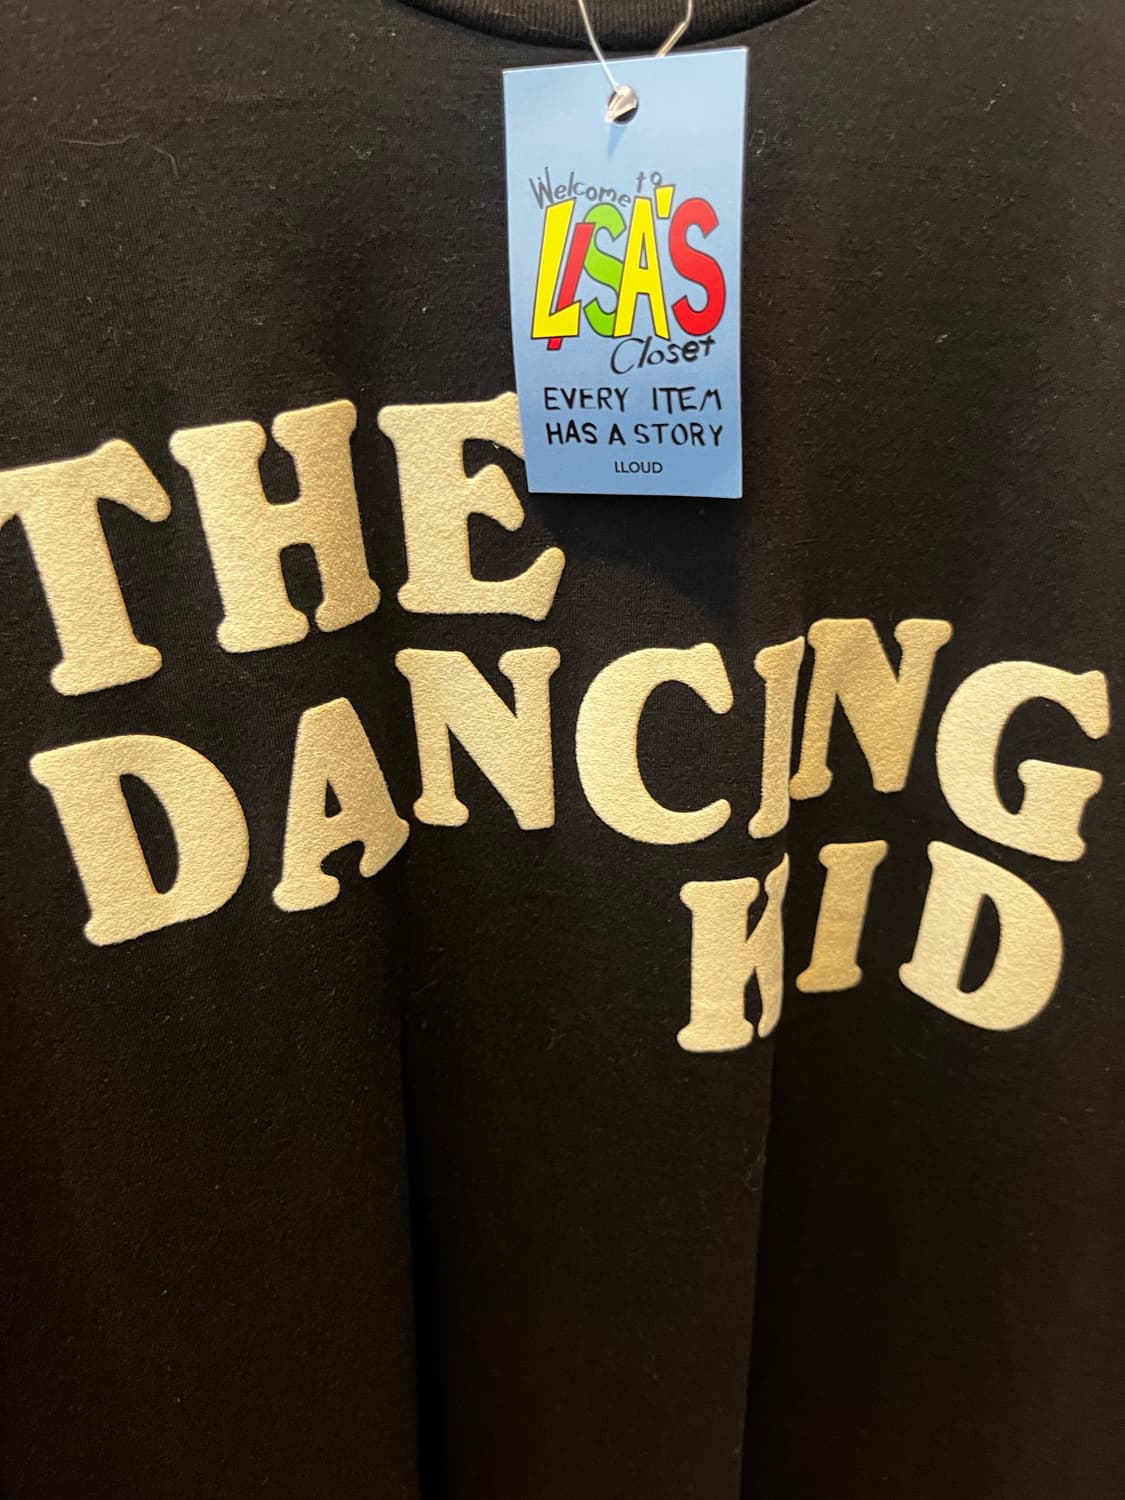 Welcome to
LISA'S
Closet
EVERY ITEM
HAS A STORY
LLOUD
THE
DANCING
KID